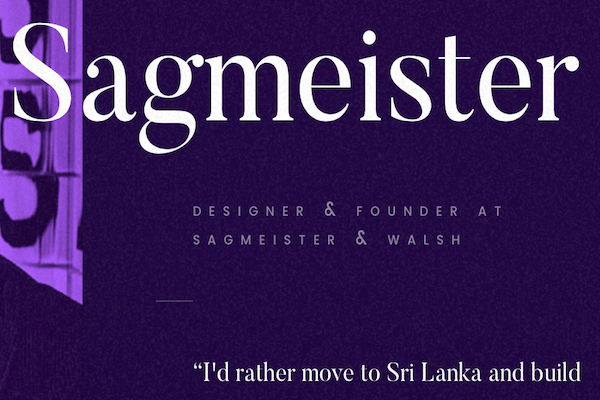 Sagmeister
DESIGNER & FOUNDER AT
SAGMEISTER & WALSH
“I'd rather move to Sri Lanka and build